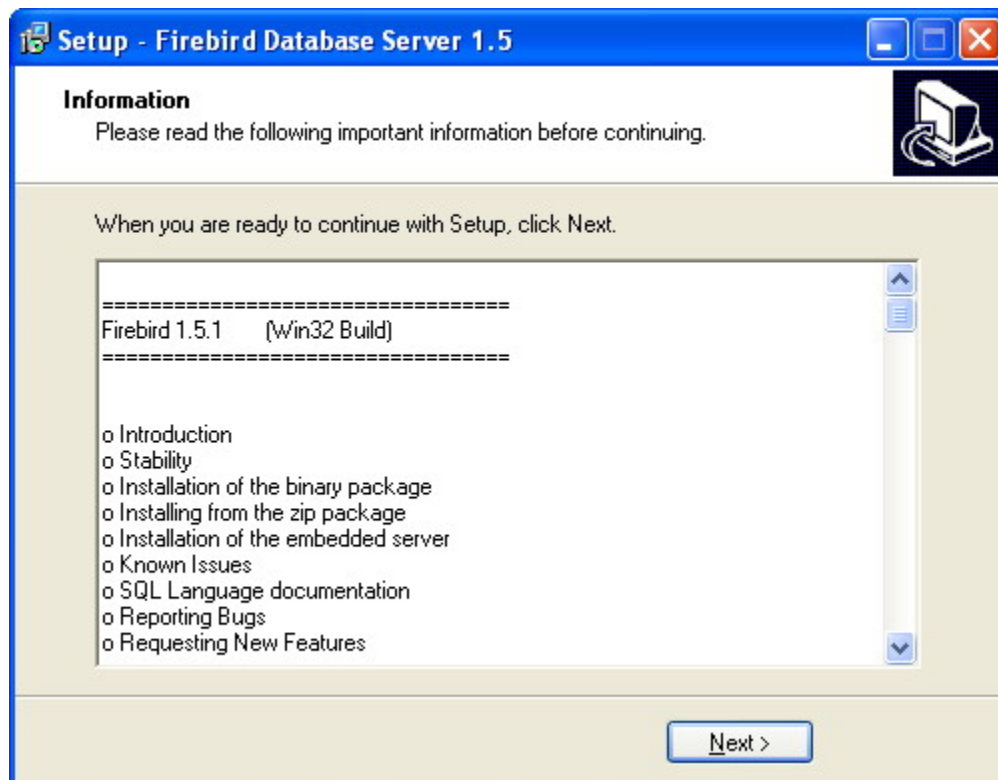 Setup - Firebird Database Server 1.5
Information
Please read the following important information before continuing.
When you are ready to continue with Setup, click Next.
==================================
Firebird 1.5.1 (Win32 Build)
==================================
o Introduction
o Stability
o Installation of the binary package
o Installing from the zip package
o Installation of the embedded server
o Known Issues
o SQL Language documentation
o Reporting Bugs
o Requesting New Features
Next >